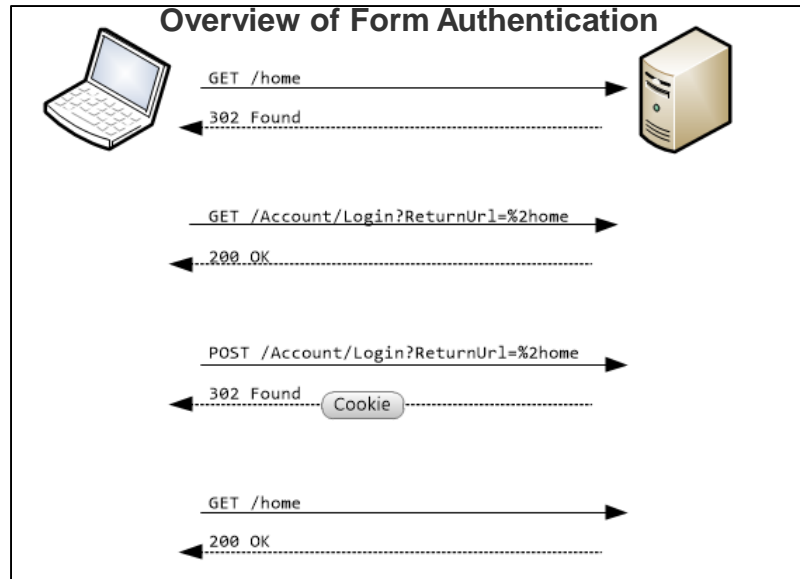 Overview of Form Authentication
GET /home
302 Found
GET /Account/Login?ReturnUrl=%2home
200 OK
POST /Account/Login?ReturnUrl=%2home
302 Found
Cookie
GET /home
200 OK